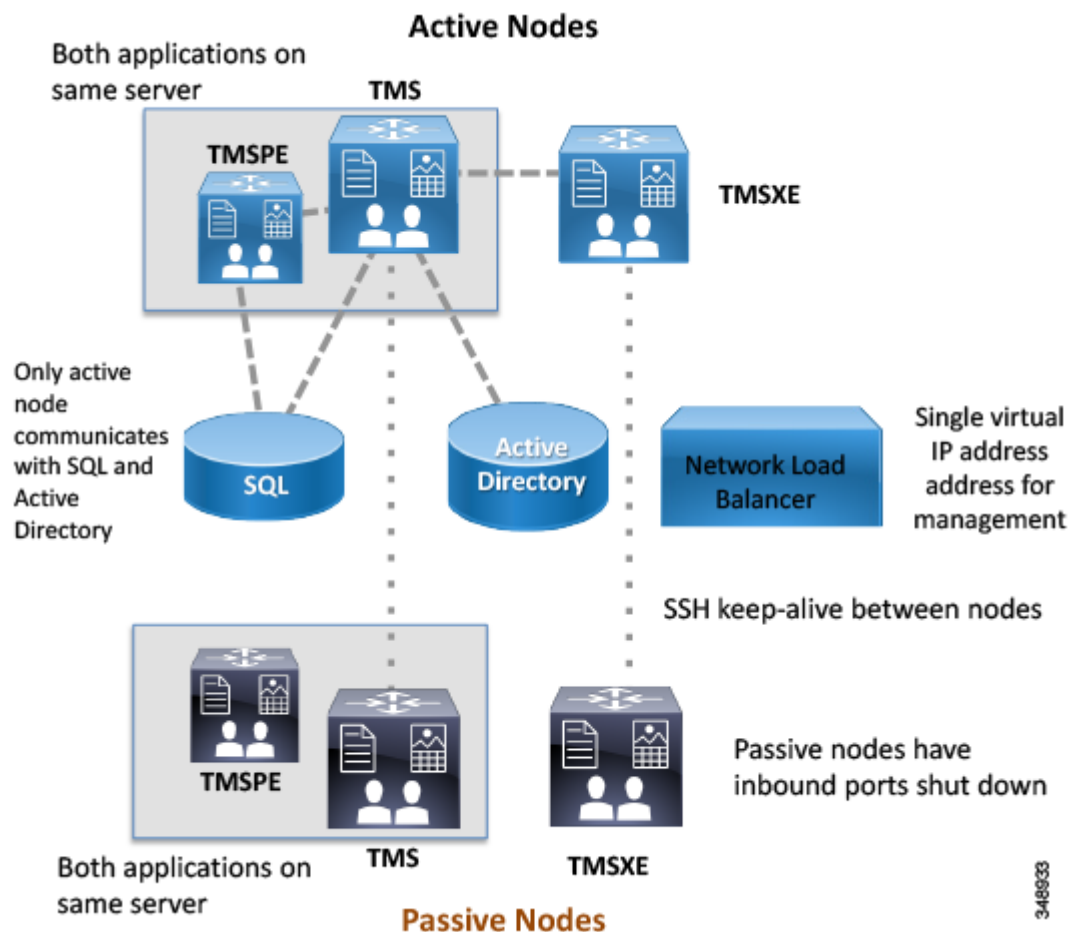 Active Nodes
Both applications on
same server
TMS
TMSPE
TMSXE
Only active
node
communicates
with SQL and
Active
Directory
SQL
Active
Directory
Network Load
Balancer
Single virtual
IP address
address for
management
SSH keep-alive between nodes
TMSPE
TMS
TMSXE
Passive nodes have
inbound ports shut down
Both applications on
same server
Passive Nodes
348933